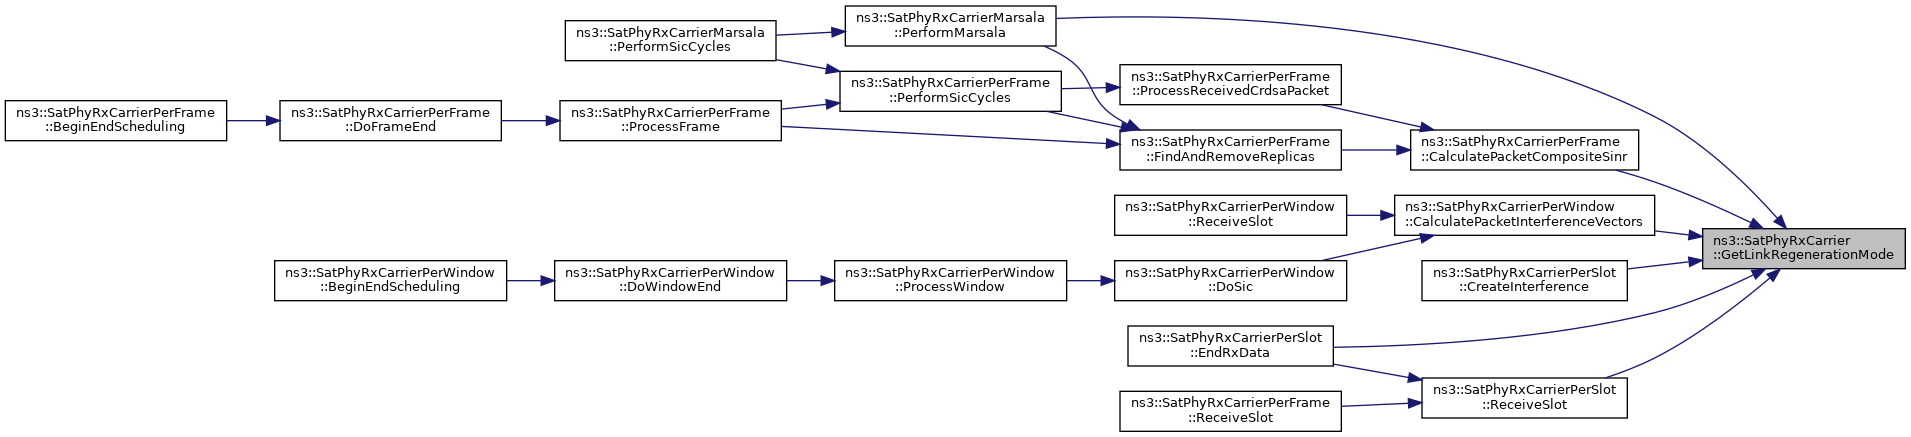 ns3::SatPhyRxCarrierMarsala
::PerformMarsala
ns3::SatPhyRxCarrierMarsala
::PerformSicCycles
ns3::SatPhyRxCarrierPerFrame
::ProcessReceivedCrdsaPacket
ns3::SatPhyRxCarrierPerFrame
::PerformSicCycles
ns3::SatPhyRxCarrierPerFrame
::BeginEndScheduling
ns3::SatPhyRxCarrierPerFrame
::DoFrameEnd
ns3::SatPhyRxCarrierPerFrame
::ProcessFrame
ns3::SatPhyRxCarrierPerFrame
::FindAndRemoveReplicas
ns3::SatPhyRxCarrierPerFrame
::CalculatePacketCompositeSinr
ns3::SatPhyRxCarrierPerWindow
::ReceiveSlot
ns3::SatPhyRxCarrierPerWindow
::CalculatePacketInterferenceVectors
ns3::SatPhyRxCarrier
::GetLinkRegenerationMode
ns3::SatPhyRxCarrierPerWindow
::BeginEndScheduling
ns3::SatPhyRxCarrierPerWindow
::DoWindowEnd
ns3::SatPhyRxCarrierPerWindow
::ProcessWindow
ns3::SatPhyRxCarrierPerWindow
::DoSic
ns3::SatPhyRxCarrierPerSlot
::CreateInterference
ns3::SatPhyRxCarrierPerSlot
::EndRxData
ns3::SatPhyRxCarrierPerSlot
::ReceiveSlot
ns3::SatPhyRxCarrierPerFrame
::ReceiveSlot